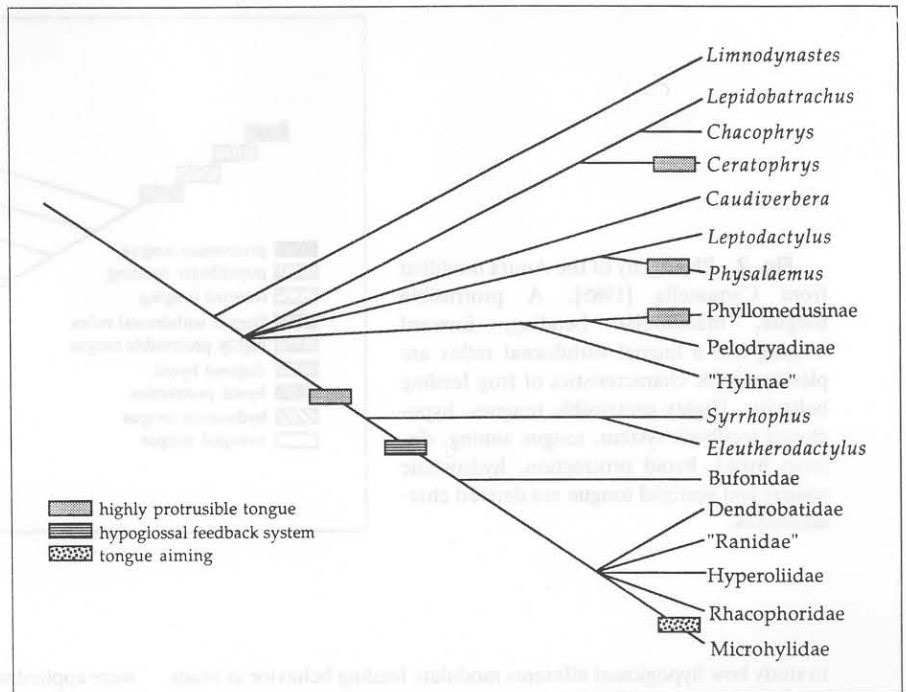 Limnodynastes
Lepidobatrachus
Chacophrys
Ceratophrys
Caudiverbera
Leptodactylus
Physalaemus
Phyllomedusinae
Pelodryadinae
"Hylinae"
Syrrhophus
Eleutherodactylus
Bufonidae
Dendrobatidae
"Ranidae"
Hyperoliidae
Rhacophoridae
Microhylidae
highly protrusible tongue
hypoglossal feedback system
tongue aiming